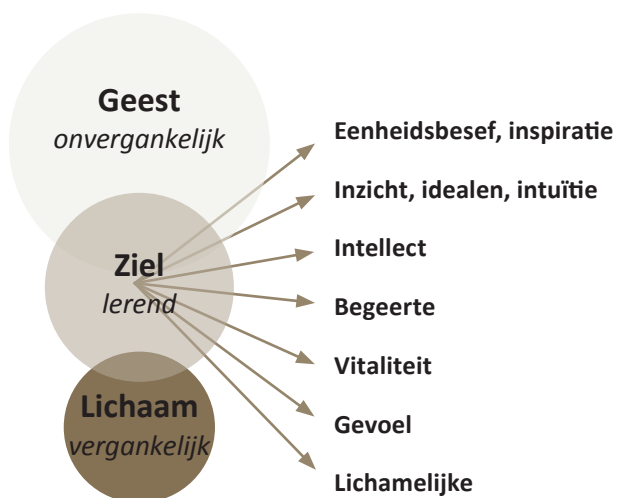 Geest
onvergankelijk
Ziel
lerend
Lichaam
vergankelijk
Eenheidsbesef, inspiratie
Inzicht, idealen, intuïtie
Intellect
Begeerte
Vitaliteit
Gevoel
Lichamelijke